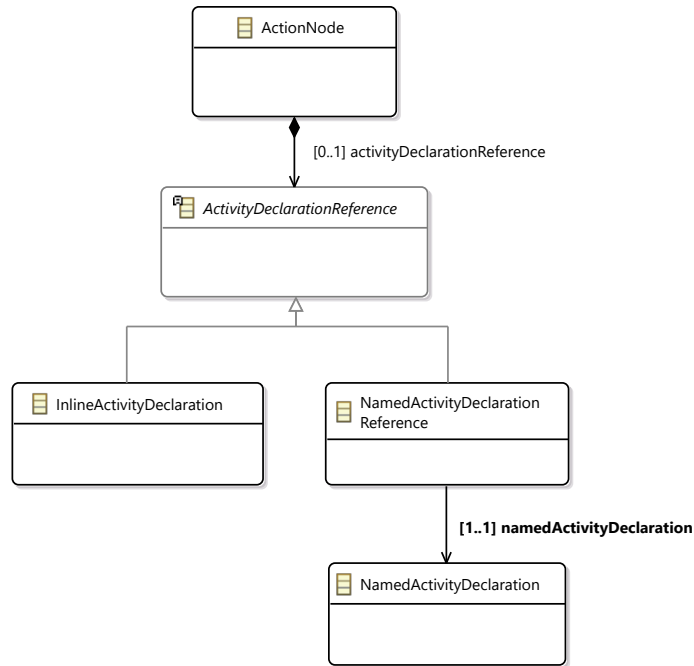 ActionNode
[0..1] activityDeclarationReference
ActivityDeclarationReference
InlineActivityDeclaration
NamedActivityDeclaration
Reference
[1..1] namedActivityDeclaration
NamedActivityDeclaration